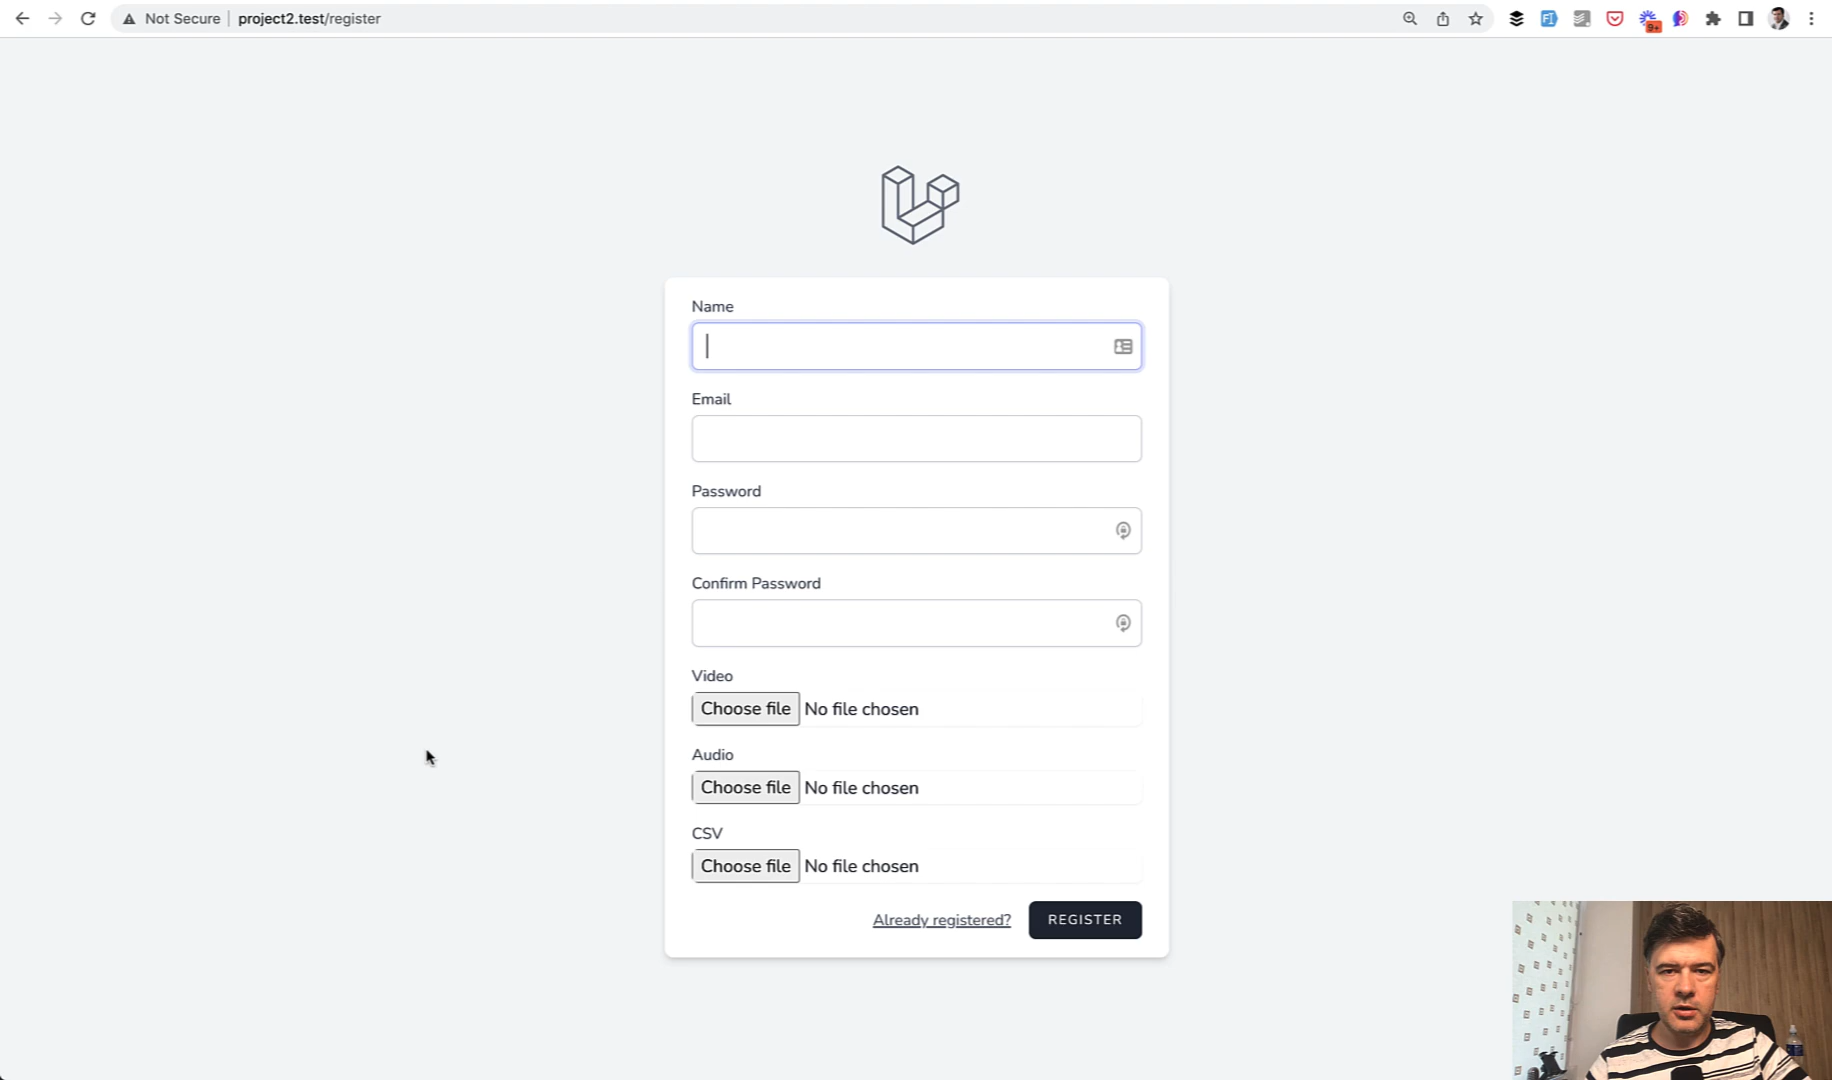 Not Secure project2.test/register
9+
Name
Email
Password
Confirm Password
Video
Choose file No file chosen
Audio
Choose file No file chosen
CSV
Choose file No file chosen
Already registered? REGISTER